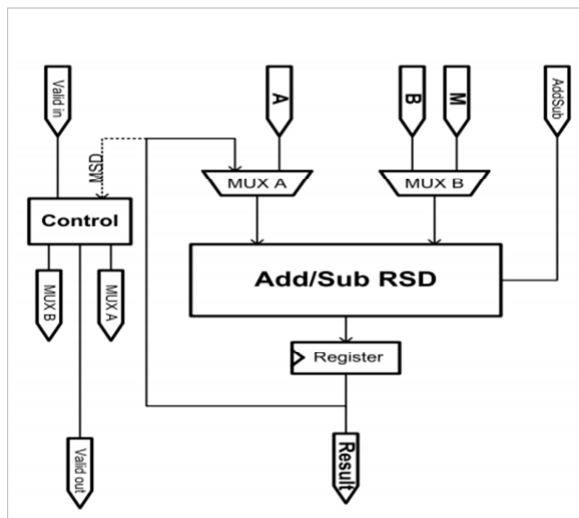 Valid in
A
B
M
AddSub
MSD
MUX A
MUX B
Control
Add/Sub RSD
MUX B
MUX A
Register
Valid out
Result